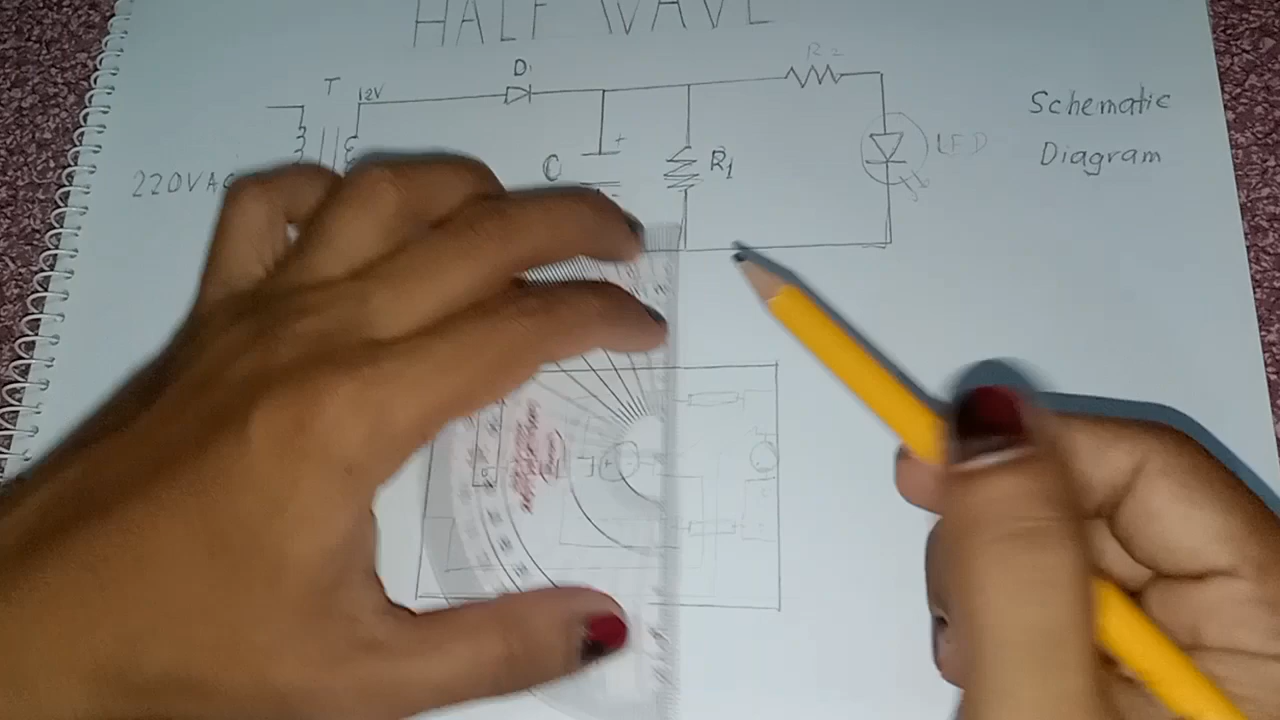 HALF WAVE
T
12V
D1
R2
220VAC
C
+
R1
LED
Schematic
Diagram